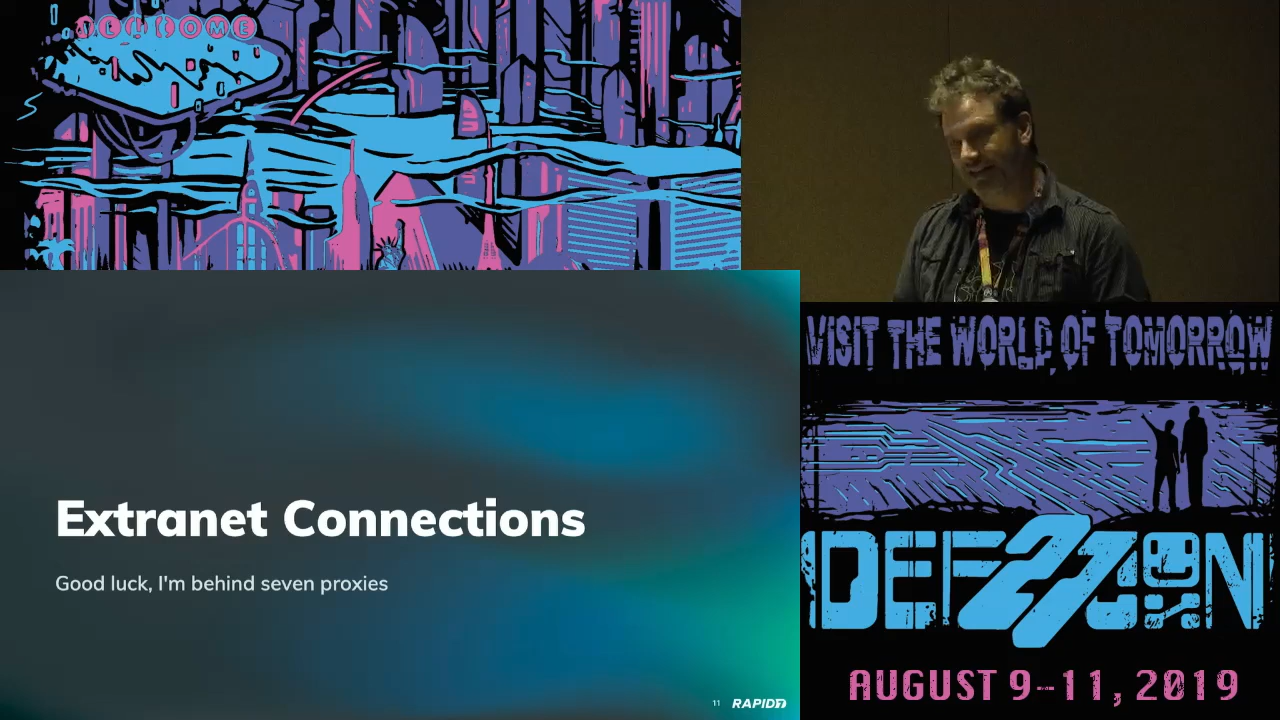 WELCOME
VISIT THE WORLD OF TOMORROW
Extranet Connections
Good luck, I'm behind seven proxies
11 RAPID7
DEF 27 CON
AUGUST 9-11, 2019